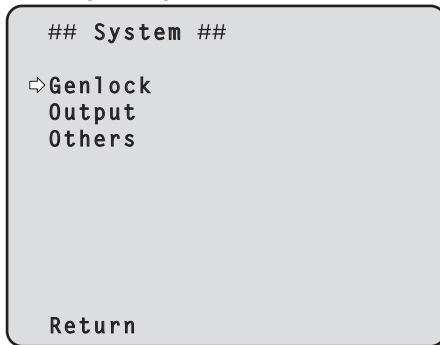 ## System ##
⇨Genlock
Output
Others
Return